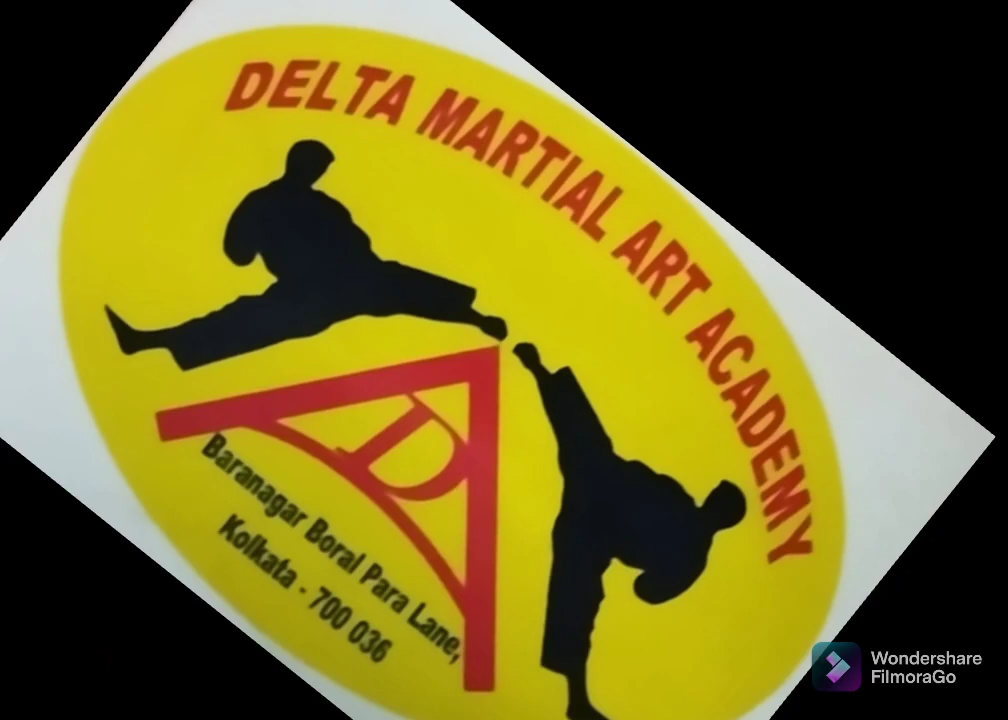 DELTA MARTIAL ART ACADEMY
D
Baranagar Boral Para Lane,
Kolkata - 700 036
Wondershare
FilmoraGo